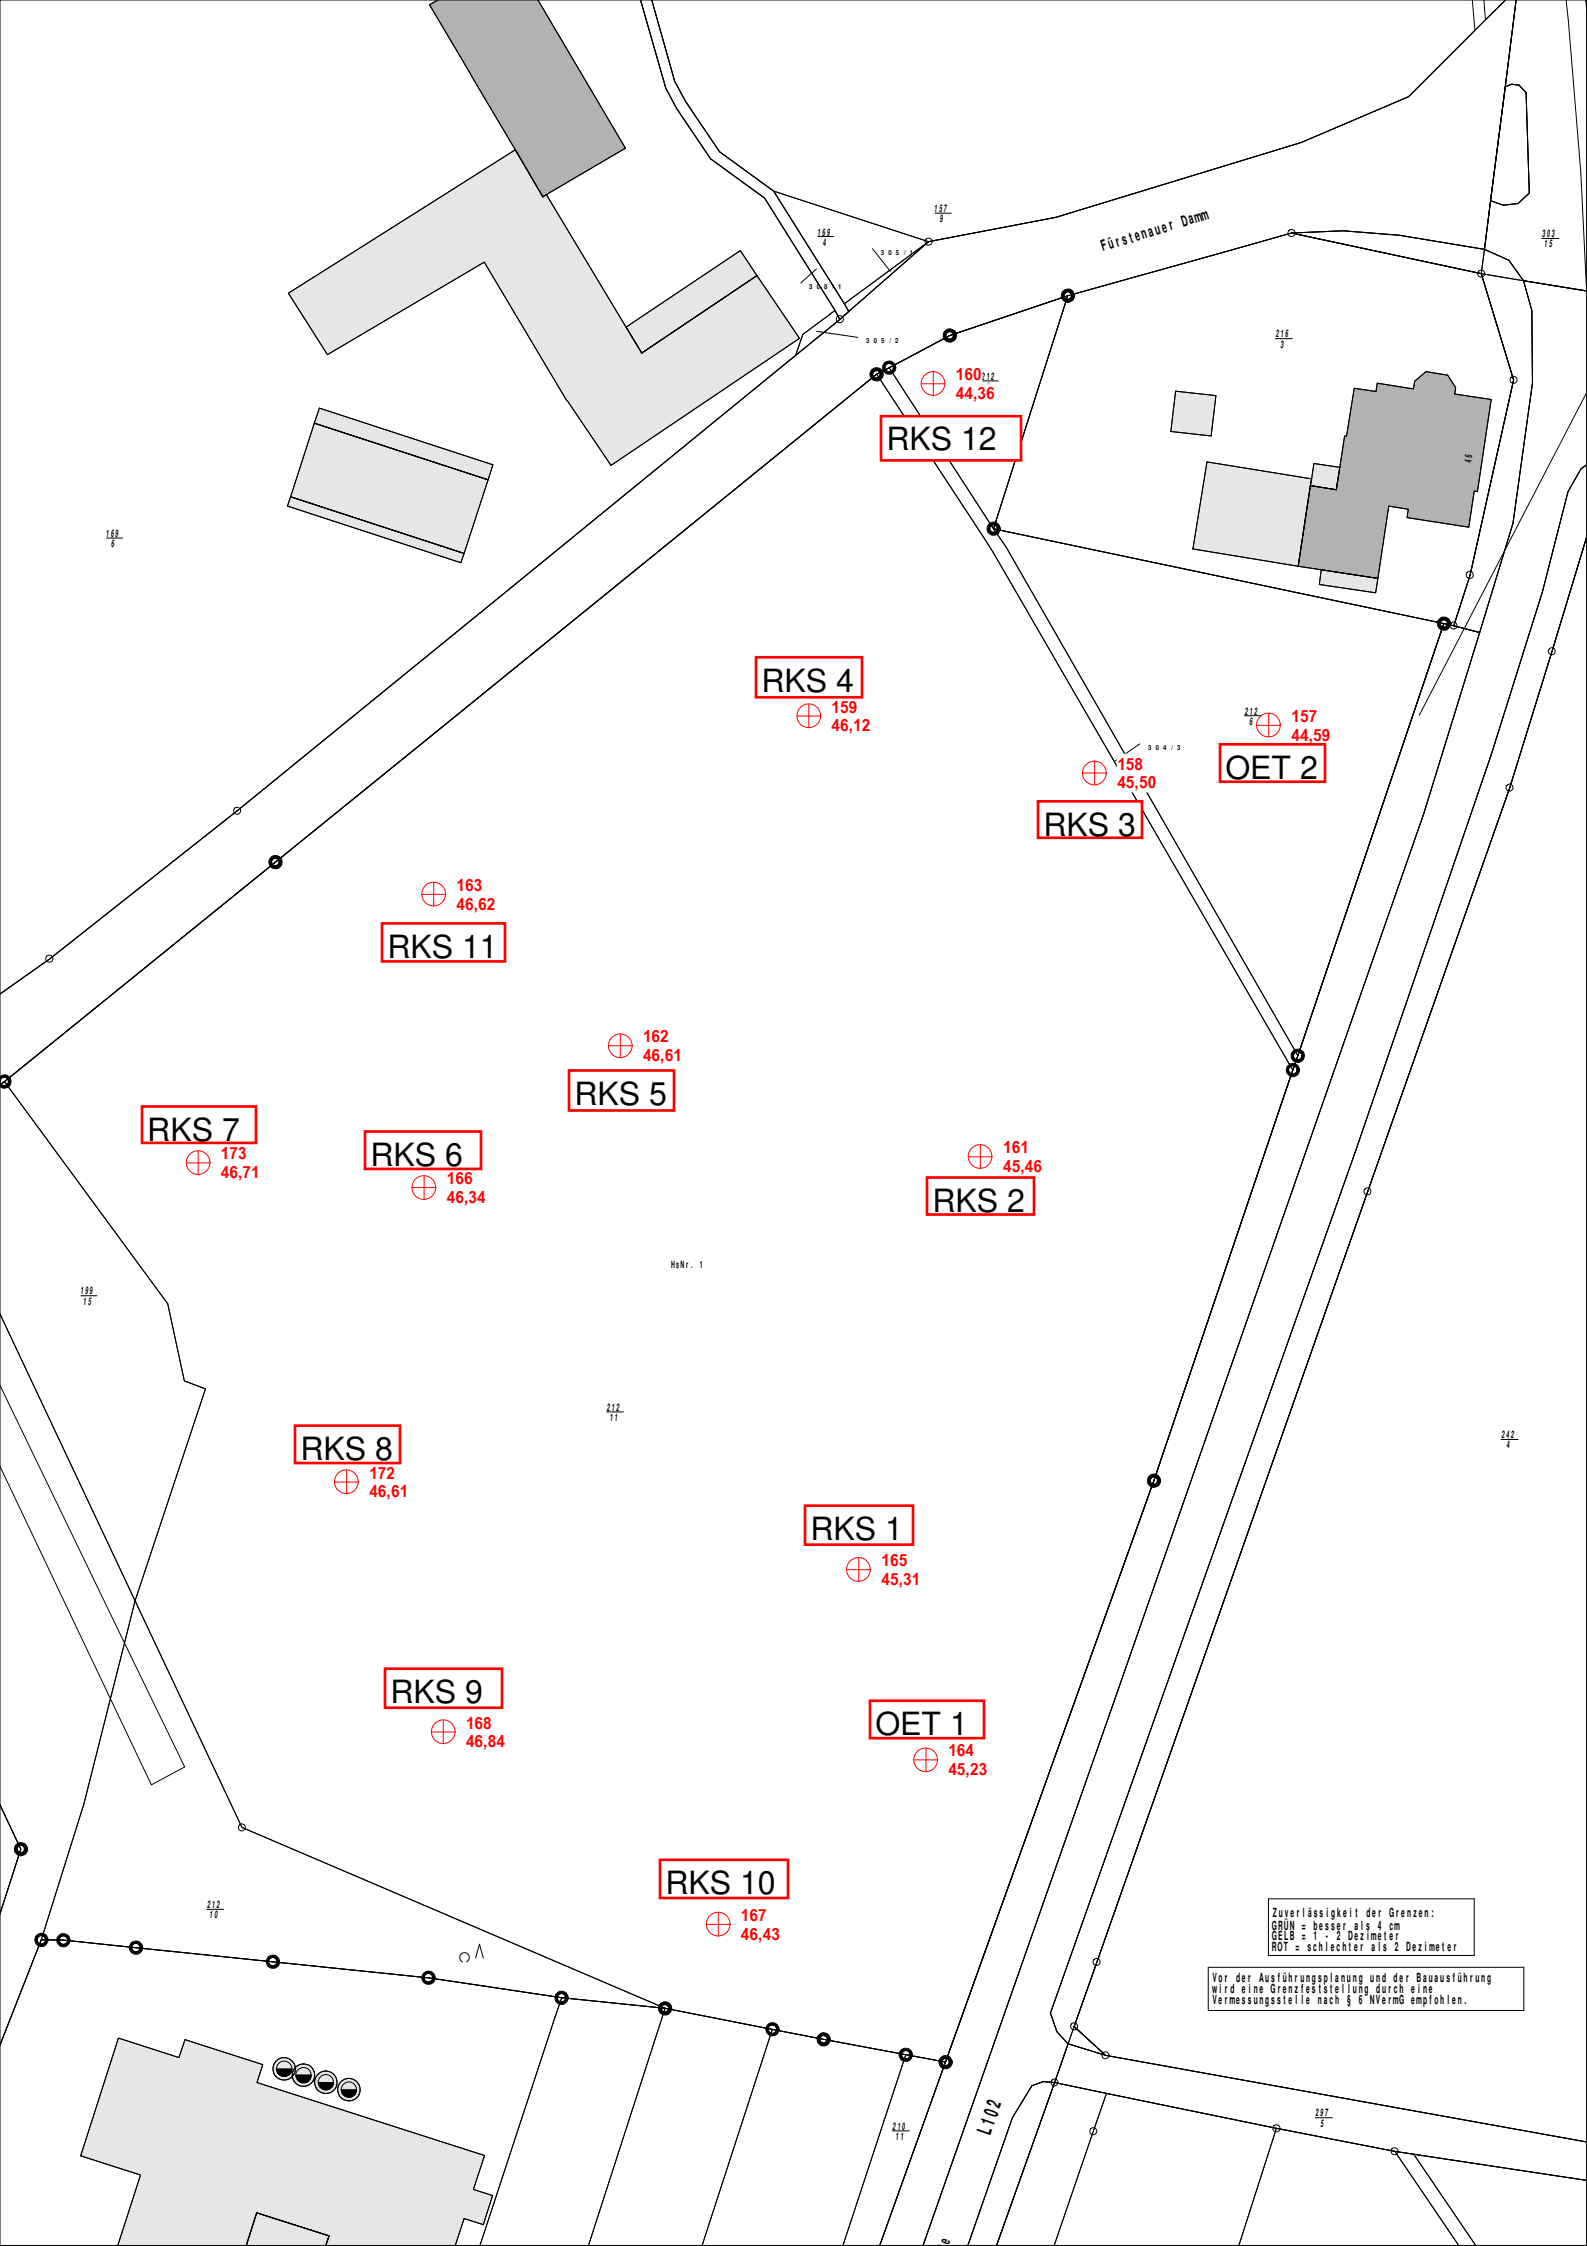 157
9
169
4
Fürstenauer Damm
303
15
305/1
308/1
305/2
216
3
160
44,36
212
RKS 12
46
169
6
RKS 4
159
46,12
212
6
157
44,59
304/3
OET 2
158
45,50
RKS 3
163
46,62
RKS 11
162
46,61
RKS 5
RKS 7
173
46,71
RKS 6
166
46,34
161
45,46
RKS 2
HsNr. 1
199
15
212
11
242
4
RKS 8
172
46,61
RKS 1
165
45,31
RKS 9
168
46,84
OET 1
164
45,23
RKS 10
167
46,43
212
10
Zuverlässigkeit der Grenzen:
GRÜN = besser als 4 cm
GELB = 1 - 2 Dezimeter
ROT = schlechter als 2 Dezimeter
Vor der Ausführungsplanung und der Bauausführung
wird eine Grenzfeststellung durch eine
Vermessungsstelle nach § 6 NVermG empfohlen.
L102
210
11
297
5
e